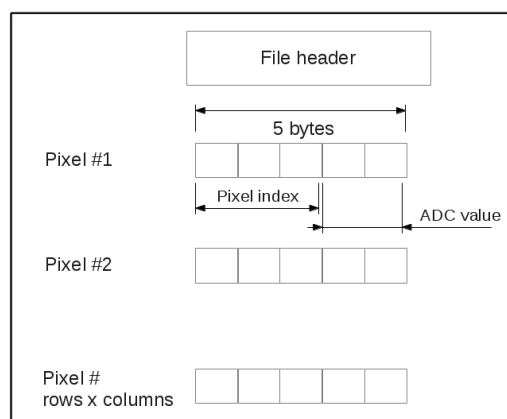 File header
5 bytes
Pixel #1
Pixel index
ADC value
Pixel #2
Pixel #
rows x columns